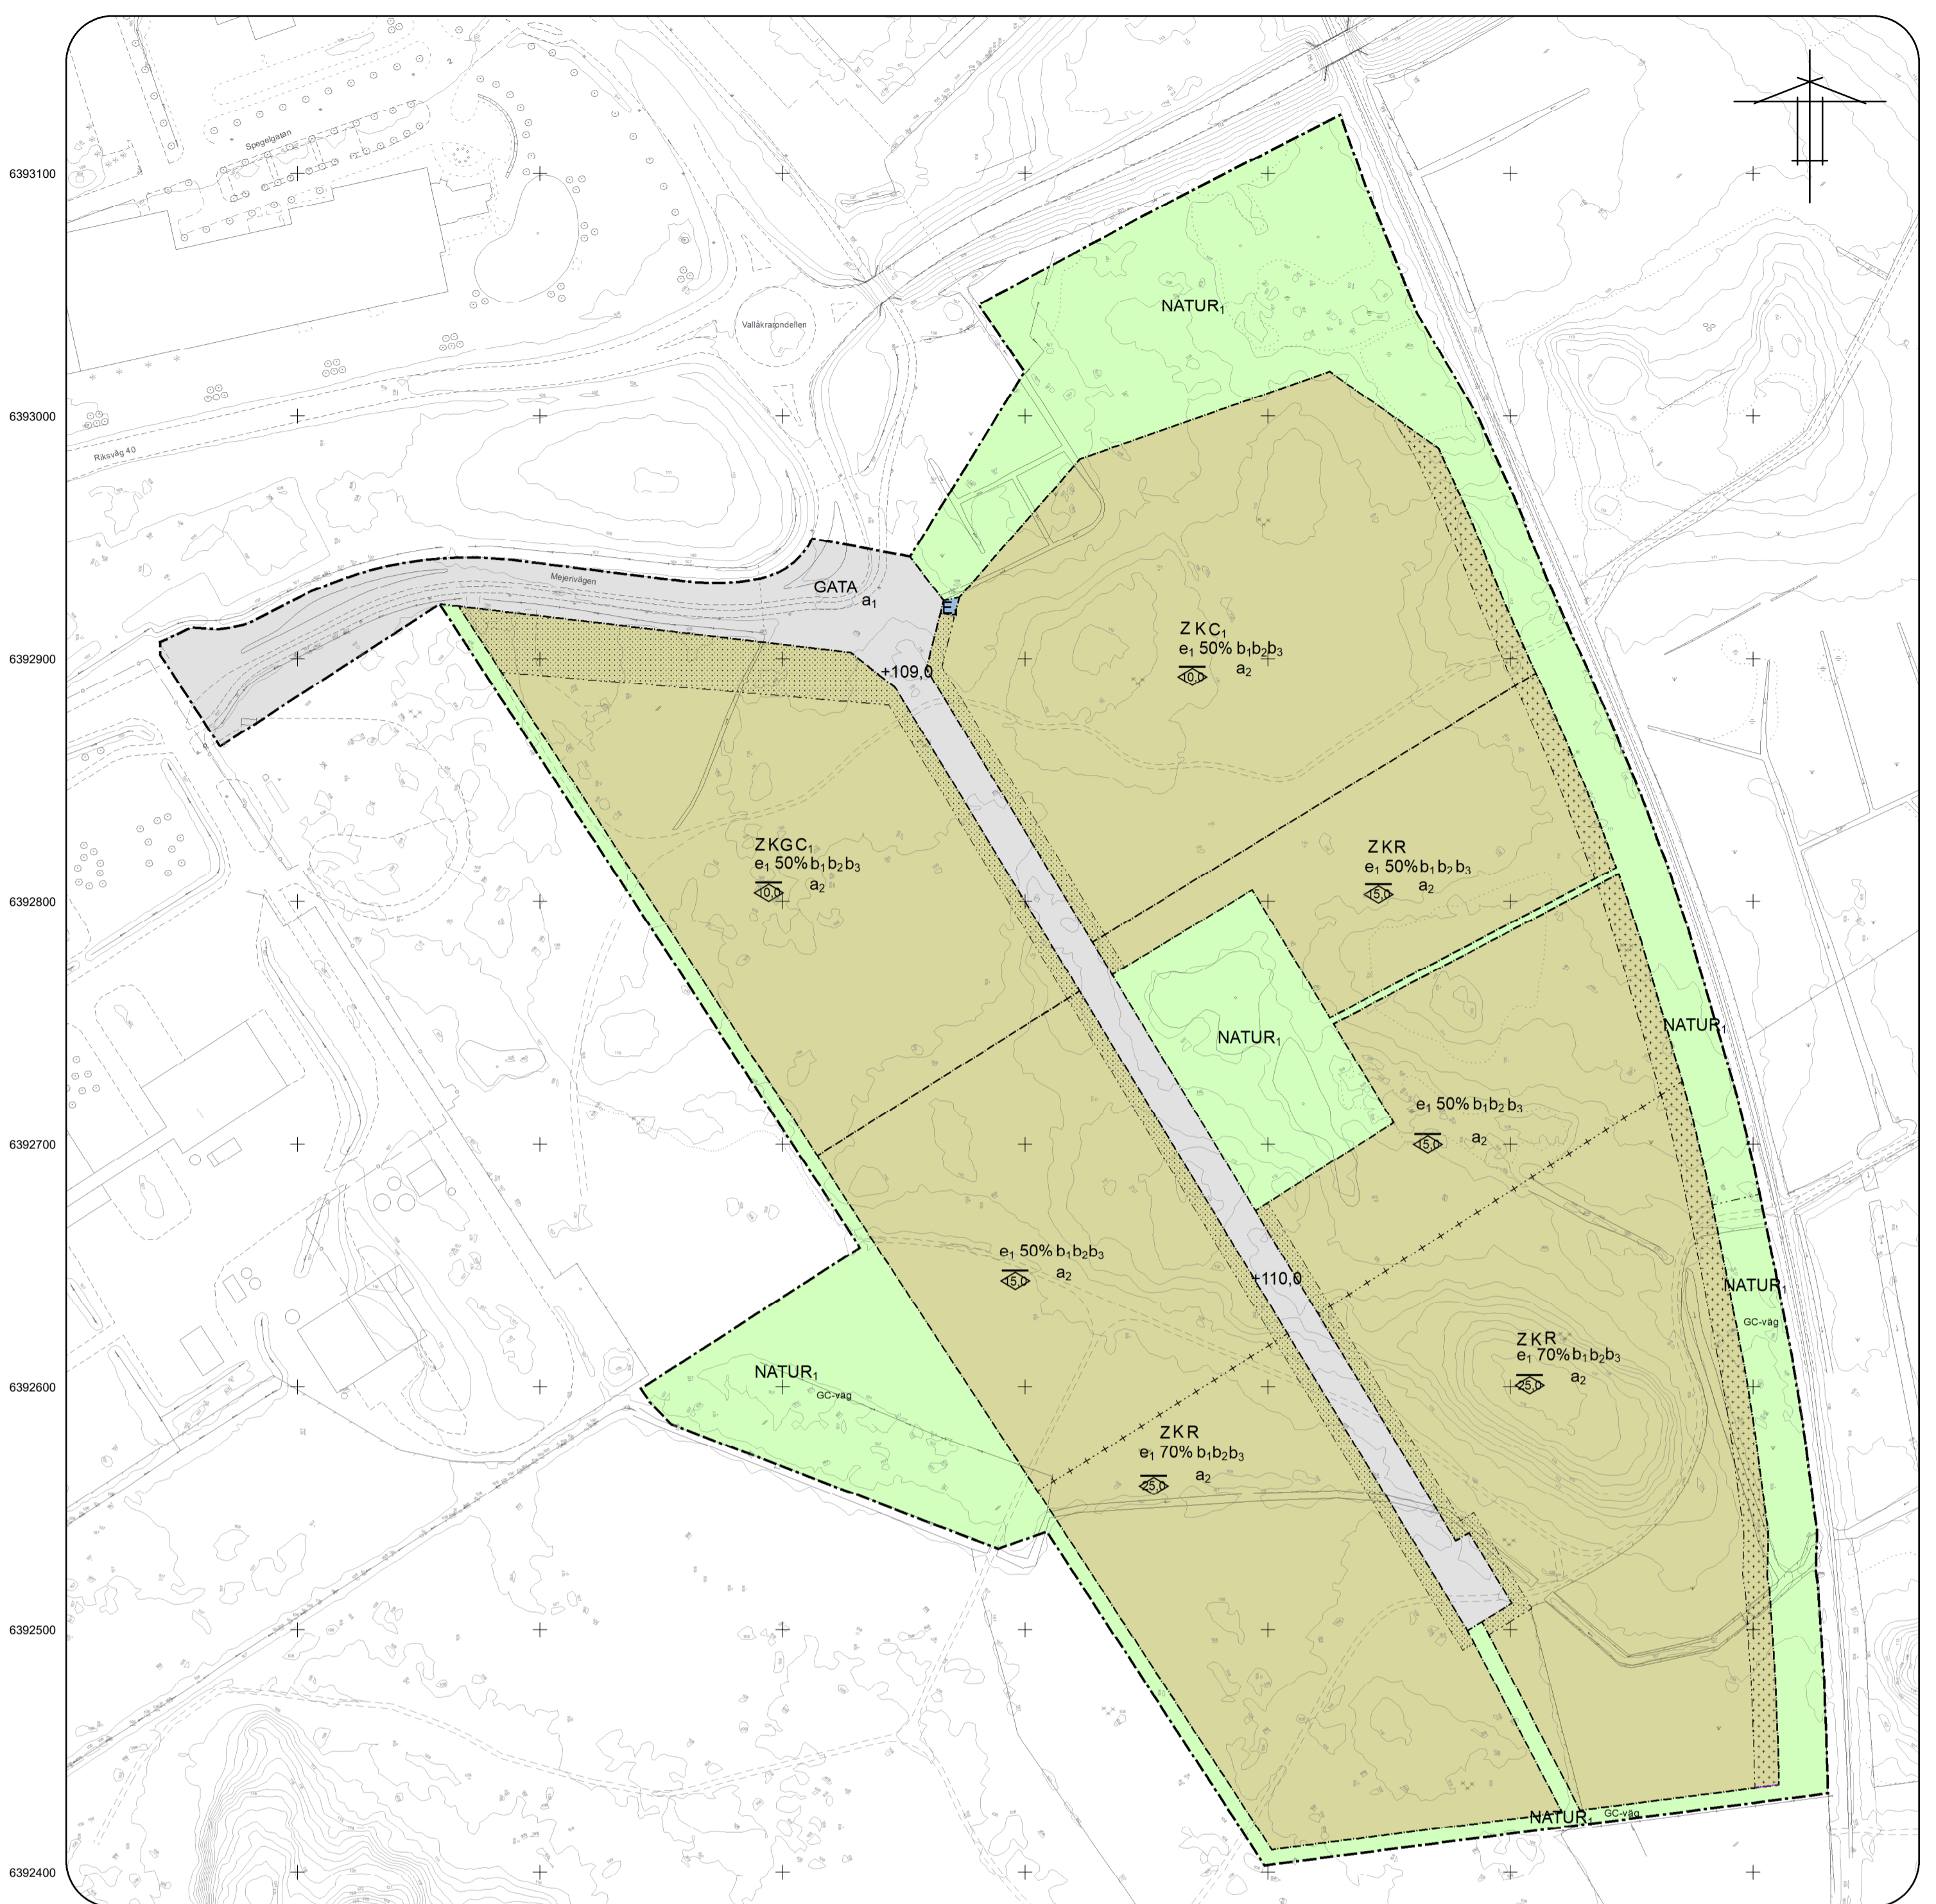 Spegelgatan
6393100
NATUR₁
Vallåkrarondellen
6393000
Riksväg 40
Mejerivägen
GATA
a₁
E
ZKC₁
e₁ 50% b₁b₂b₃
10,0 a₂
6392900
+109,0
ZKGC₁
e₁ 50% b₁b₂b₃
10,0 a₂
ZKR
e₁ 50% b₁b₂b₃
15,0 a₂
6392800
NATUR₁
NATUR₁
e₁ 50% b₁b₂b₃
15,0 a₂
6392700
e₁ 50% b₁b₂b₃
15,0 a₂
+110,0
NATUR₁
GC-väg
ZKR
e₁ 70% b₁b₂b₃
25,0 a₂
6392600
NATUR₁
GC-väg
ZKR
e₁ 70% b₁b₂b₃
25,0 a₂
6392500
NATUR₁ GC-väg
6392400